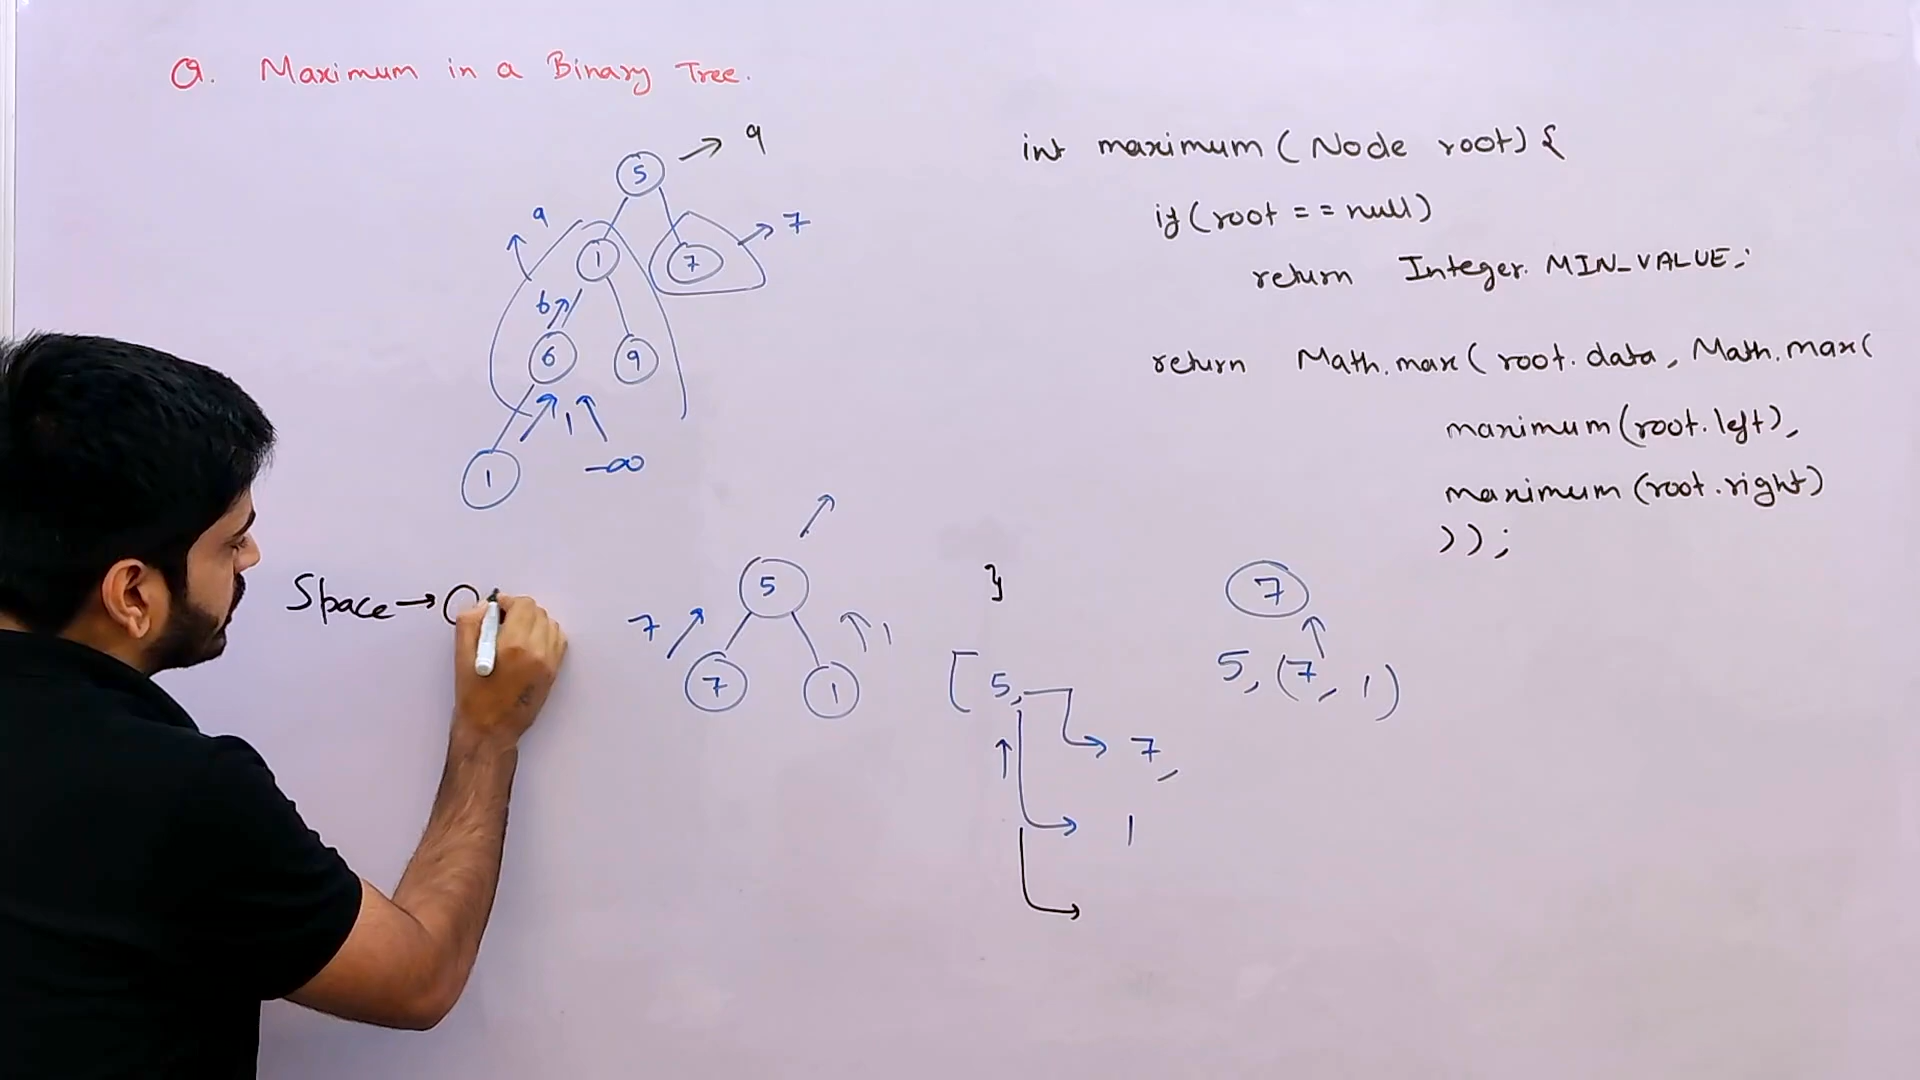 Q. Maximum in a Binary Tree.
5 → 9
9
1
7 → 7
6
6
9
1
1
-∞
int maximum (Node root) {
if (root == null)
return Integer.MIN_VALUE;
return Math.max( root.data, Math.max(
maximum(root.left),
maximum(root.right)
));
}
Space → O
5
7
1
7
1
7
5, (7, 1)
[ 5,
7,
1